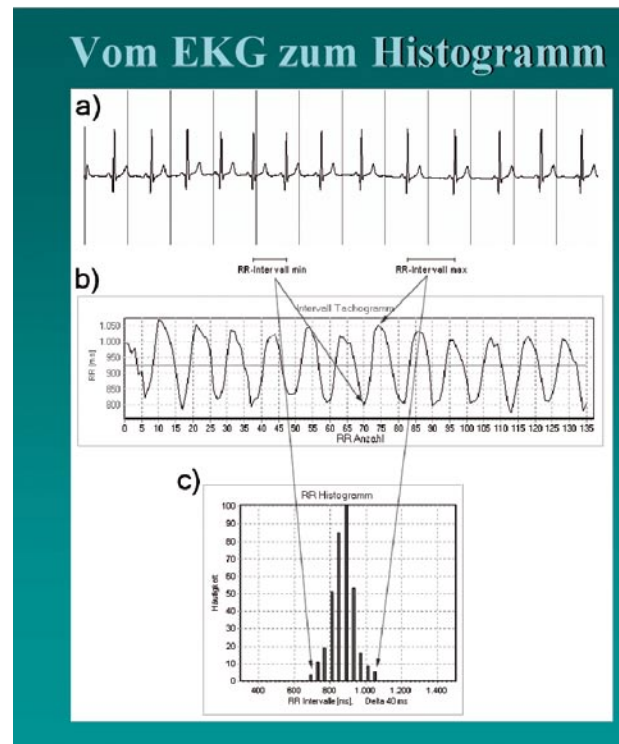 Vom EKG zum Histogramm
a)
RR-Intervall min RR-Intervall max
b)
Intervall Tachogramm
RR [ms]
1.050
1.000
950
900
850
800
0 5 10 15 20 25 30 35 40 45 50 55 60 65 70 75 80 85 90 95 100 105 110 115 120 125 130 135
RR Anzahl
c)
RR Histogramm
Häufigkeit
100
90
80
70
60
50
40
30
20
10
0
400 600 800 1.000 1.200 1.400
RR Intervalle [ms], Delta 40 ms